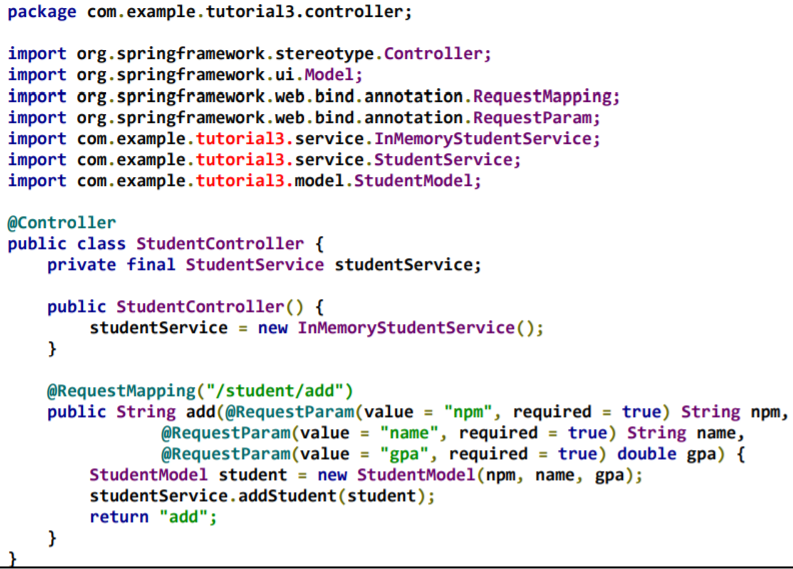 package com.example.tutorial3.controller;
import org.springframework.stereotype.Controller;
import org.springframework.ui.Model;
import org.springframework.web.bind.annotation.RequestMapping;
import org.springframework.web.bind.annotation.RequestParam;
import com.example.tutorial3.service.InMemoryStudentService;
import com.example.tutorial3.service.StudentService;
import com.example.tutorial3.model.StudentModel;
@Controller
public class StudentController {
    private final StudentService studentService;
    public StudentController() {
        studentService = new InMemoryStudentService();
    }
    @RequestMapping("/student/add")
    public String add(@RequestParam(value = "npm", required = true) String npm,
                @RequestParam(value = "name", required = true) String name,
                @RequestParam(value = "gpa", required = true) double gpa) {
        StudentModel student = new StudentModel(npm, name, gpa);
        studentService.addStudent(student);
        return "add";
    }
}